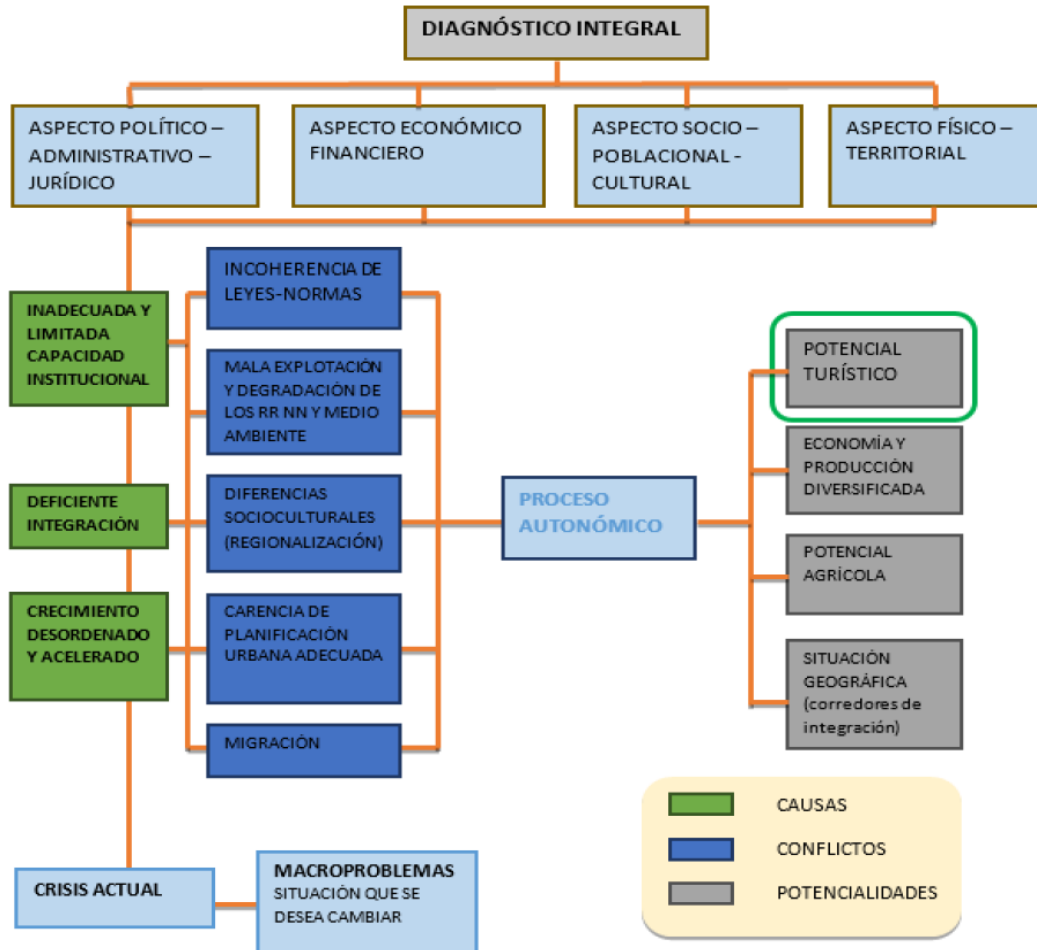 DIAGNÓSTICO INTEGRAL
ASPECTO POLÍTICO –
ADMINISTRATIVO –
JURÍDICO
ASPECTO ECONÓMICO
FINANCIERO
ASPECTO SOCIO –
POBLACIONAL -
CULTURAL
ASPECTO FÍSICO –
TERRITORIAL
INADECUADA Y
LIMITADA
CAPACIDAD
INSTITUCIONAL
DEFICIENTE
INTEGRACIÓN
CRECIMIENTO
DESORDENADO
Y ACELERADO
INCOHERENCIA DE
LEYES-NORMAS
MALA EXPLOTACIÓN
Y DEGRADACIÓN DE
LOS RR NN Y MEDIO
AMBIENTE
DIFERENCIAS
SOCIOCULTURALES
(REGIONALIZACIÓN)
CARENCIA DE
PLANIFICACIÓN
URBANA ADECUADA
MIGRACIÓN
PROCESO
AUTONÓMICO
POTENCIAL
TURÍSTICO
ECONOMÍA Y
PRODUCCIÓN
DIVERSIFICADA
POTENCIAL
AGRÍCOLA
SITUACIÓN
GEOGRÁFICA
(corredores de
integración)
CRISIS ACTUAL
MACROPROBLEMAS
SITUACIÓN QUE SE
DESEA CAMBIAR
CAUSAS
CONFLICTOS
POTENCIALIDADES